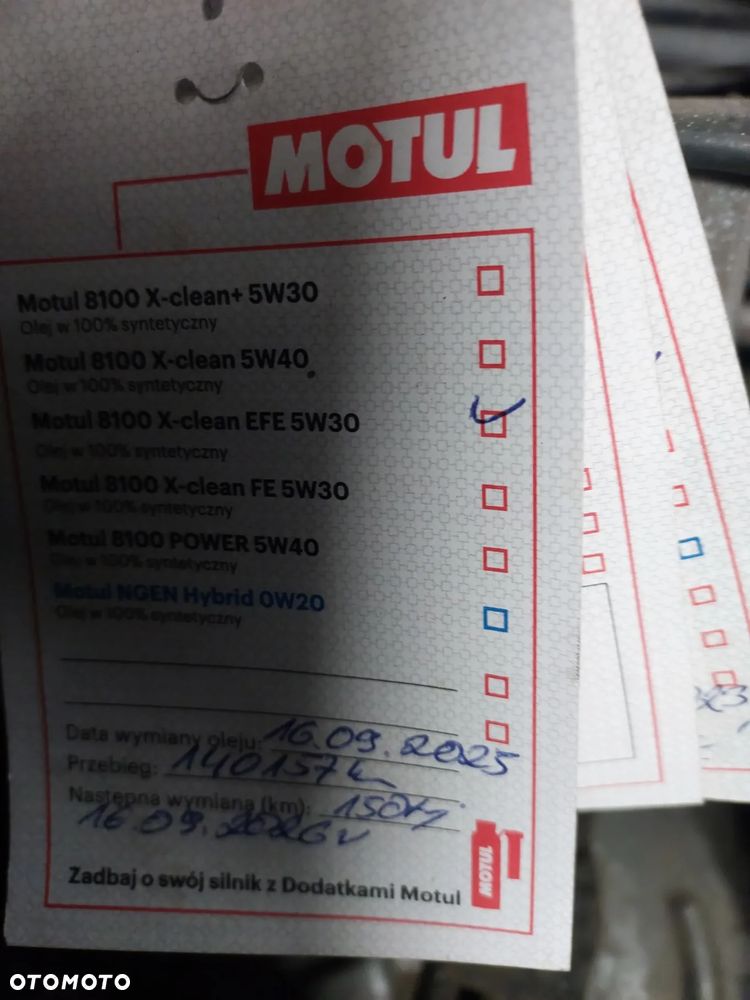 MOTUL
Motul 8100 X-clean+ 5W30
Olej w 100% syntetyczny
Motul 8100 X-clean 5W40
Olej w 100% syntetyczny
Motul 8100 X-clean EFE 5W30
Olej w 100% syntetyczny
Motul 8100 X-clean FE 5W30
Olej w 100% syntetyczny
Motul 8100 POWER 5W40
Olej w 100% syntetyczny
Motul NGEN Hybrid 0W20
Olej w 100% syntetyczny
Data wymiany oleju: 16.09.2025
Przebieg: 140157
Następna wymiana (km): 150
16.09.2026
MOTUL
Zadbaj o swój silnik z Dodatkami Motul
OTOMOTO